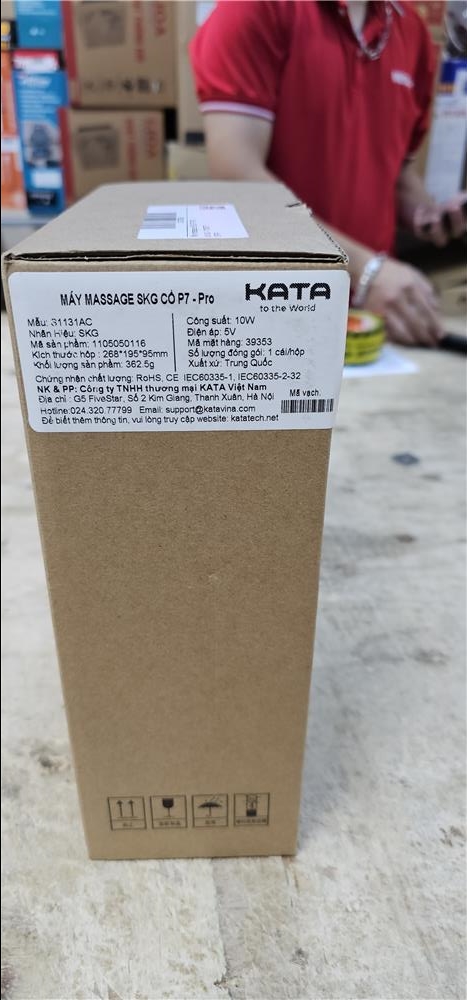 MÁY MASSAGE SKG CỔ P7 - Pro
KATA
to the World
Mẫu: S1131AC
Nhãn Hiệu: SKG
Mã sản phẩm: 1105050116
Kích thước hộp : 268*195*95mm
Khối lượng sản phẩm: 362.5g
Công suất: 10W
Điện áp: 5V
Mã mặt hàng: 39353
Số lượng đóng gói: 1 cái/hộp
Xuất xứ: Trung Quốc
Chứng nhận chất lượng: RoHS, CE IEC60335-1, IEC60335-2-32
NK & PP: Công ty TNHH thương mại KATA Việt Nam
Địa chỉ : G5 FiveStar, Số 2 Kim Giang, Thanh Xuân, Hà Nội
Mã vạch:
Hotline:024.320.77799 Email: support@katavina.com
Để biết thêm thông tin, vui lòng truy cập website: katatech.net